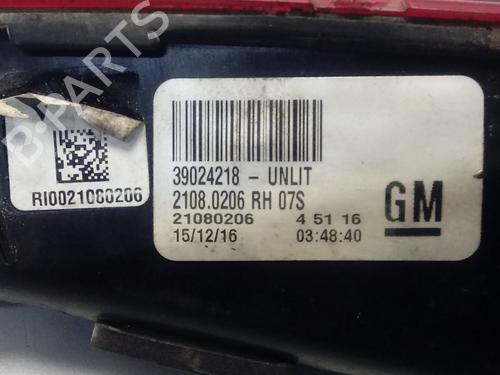 B-PARTS
39024218 - UNLIT
2108.0206 RH 07S
21080206 4 51 16
15/12/16 03:48:40
GM
RI0021080206